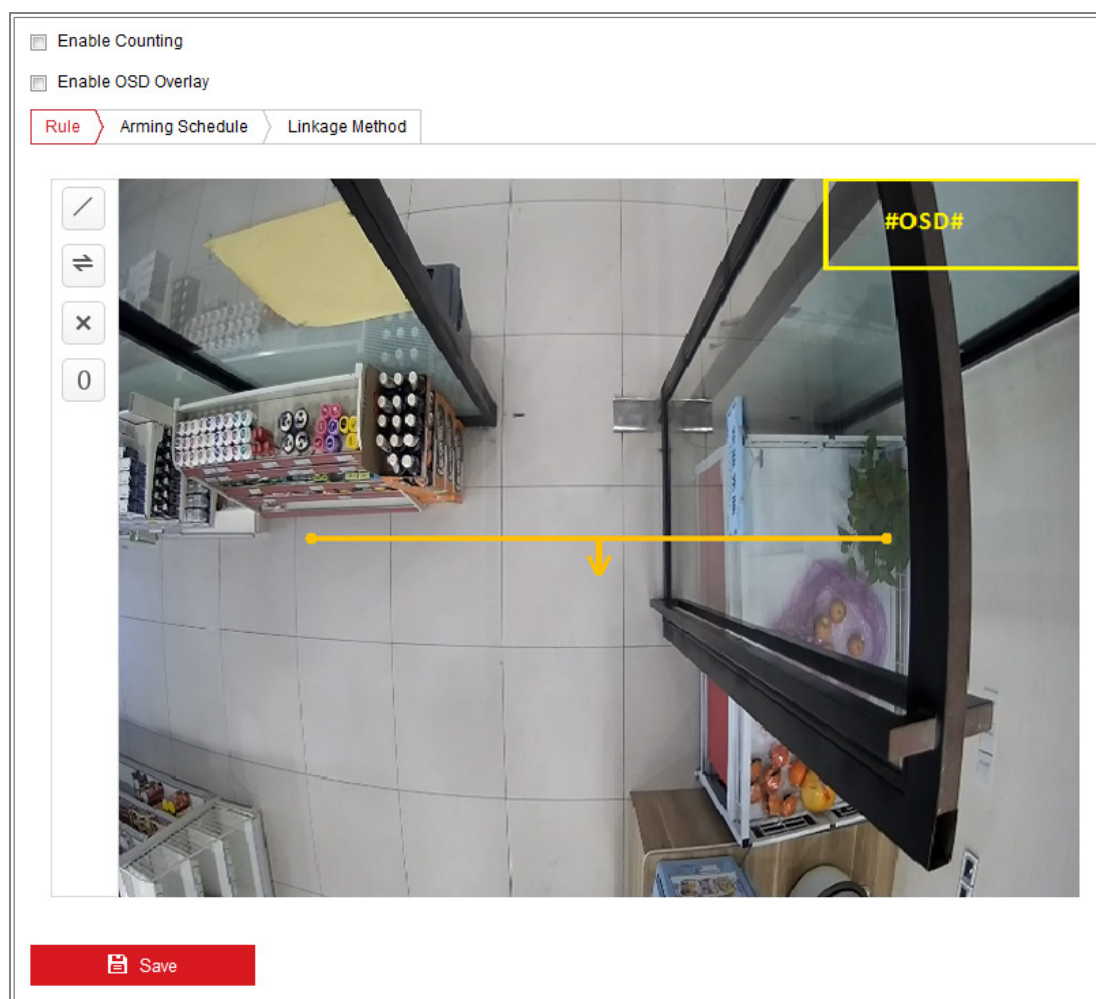 Enable Counting
Enable OSD Overlay
Rule
Arming Schedule
Linkage Method
#OSD#
0
Save